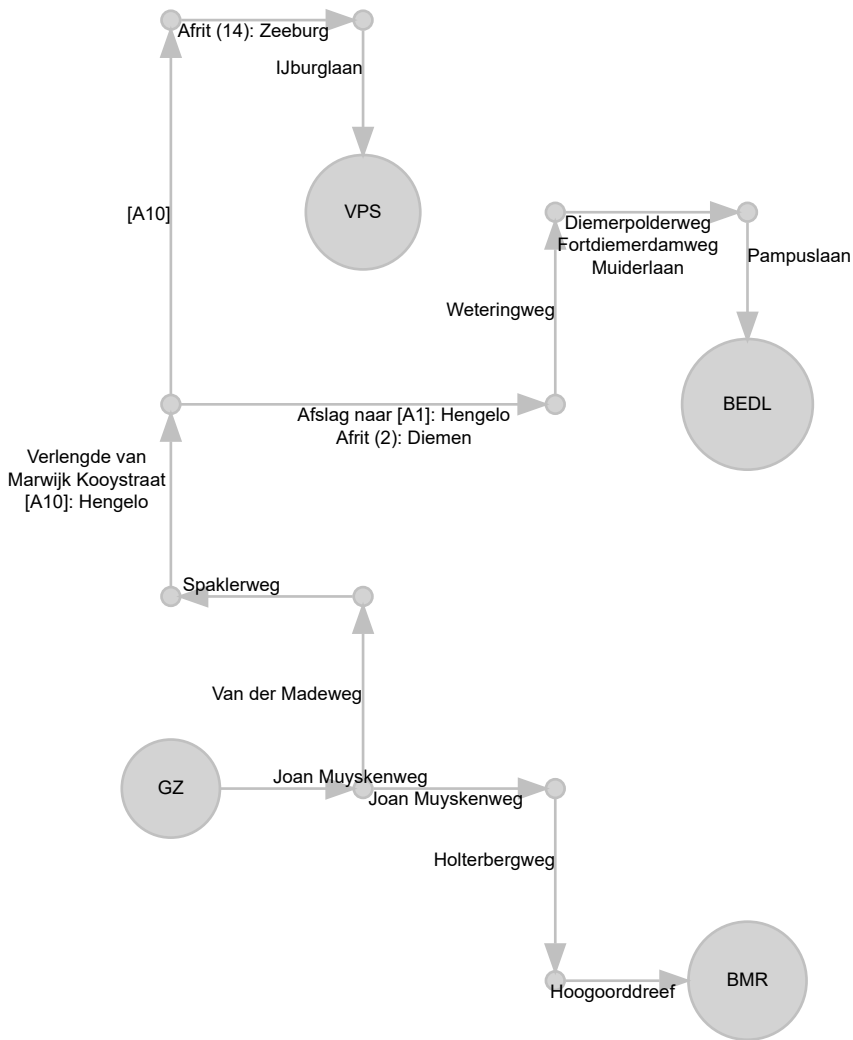 Afrit (14): Zeeburg
IJburglaan
[A10]
VPS
Diemerpolderweg
Fortdiemerdamweg
Muiderlaan
Pampuslaan
Weteringweg
BEDL
Afslag naar [A1]: Hengelo
Afrit (2): Diemen
Verlengde van
Marwijk Kooystraat
[A10]: Hengelo
Spaklerweg
Van der Madeweg
GZ
Joan Muyskenweg
Joan Muyskenweg
Holterbergweg
Hoogoorddreef
BMR